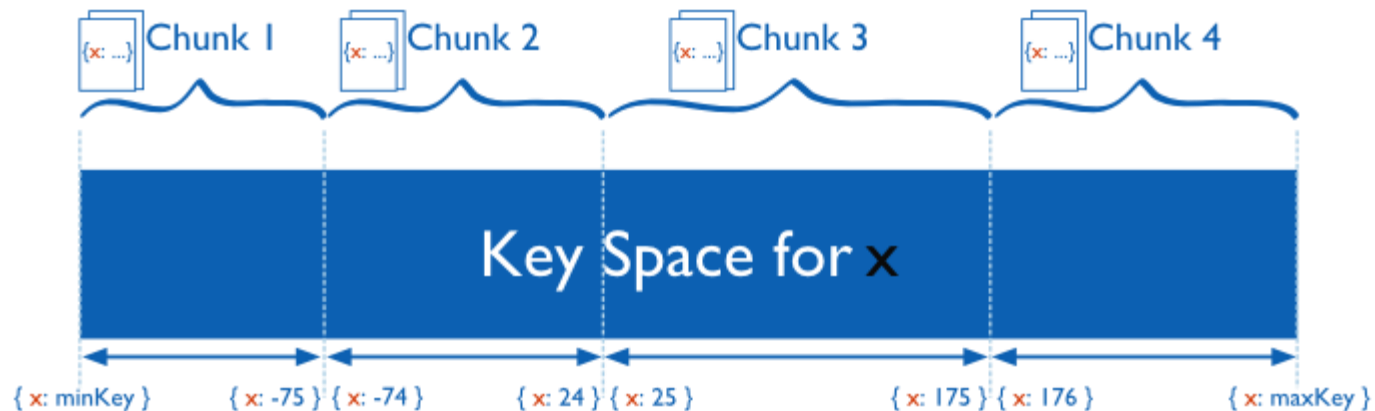 {x: ...} Chunk 1 {x: ...} Chunk 2 {x: ...} Chunk 3 {x: ...} Chunk 4
Key Space for x
{ x: minKey } { x: -75 } { x: -74 } { x: 24 } { x: 25 } { x: 175 } { x: 176 } { x: maxKey }